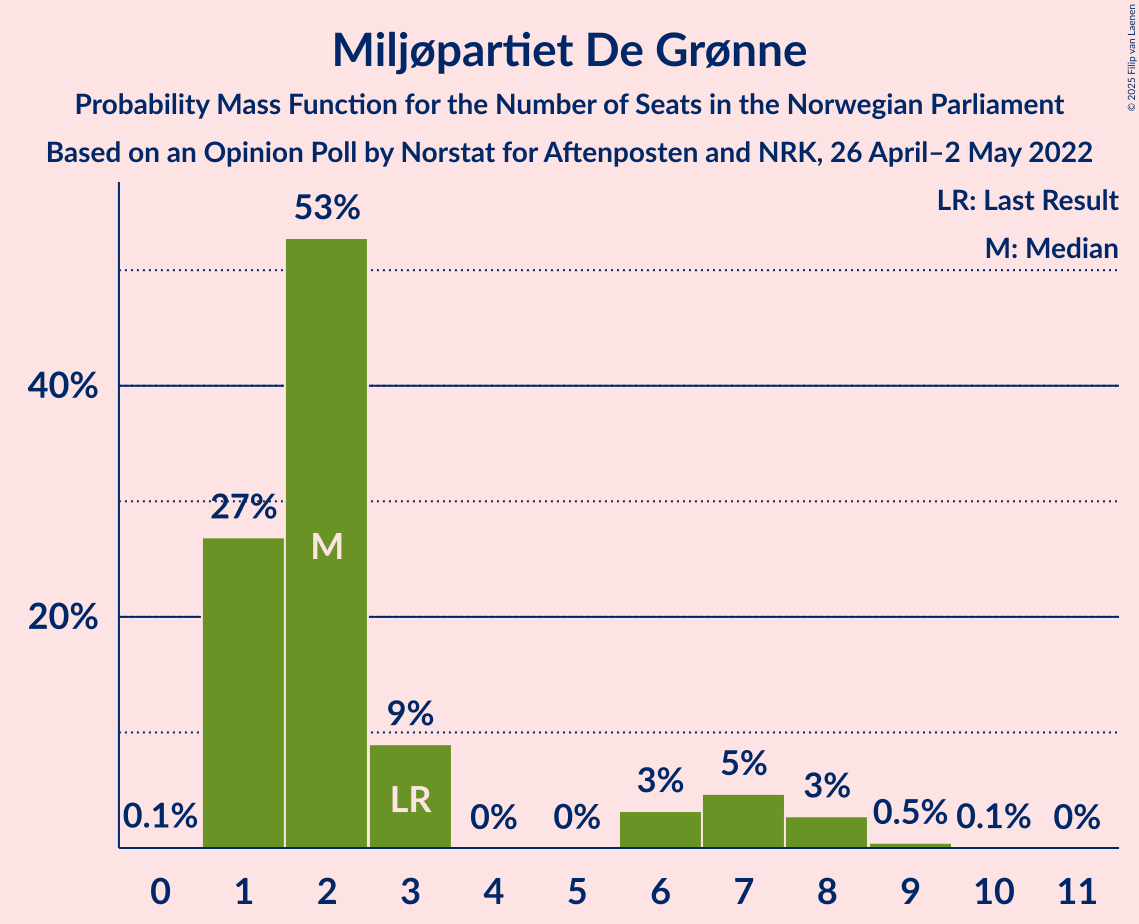 Miljøpartiet De Grønne
Probability Mass Function for the Number of Seats in the Norwegian Parliament
Based on an Opinion Poll by Norstat for Aftenposten and NRK, 26 April–2 May 2022
© 2025 Filip van Laenen
LR: Last Result
M: Median
40%
20%
0.1%
27%
53%
9%
0%
0%
3%
5%
3%
0.5%
0.1%
0%
M
LR
0 1 2 3 4 5 6 7 8 9 10 11